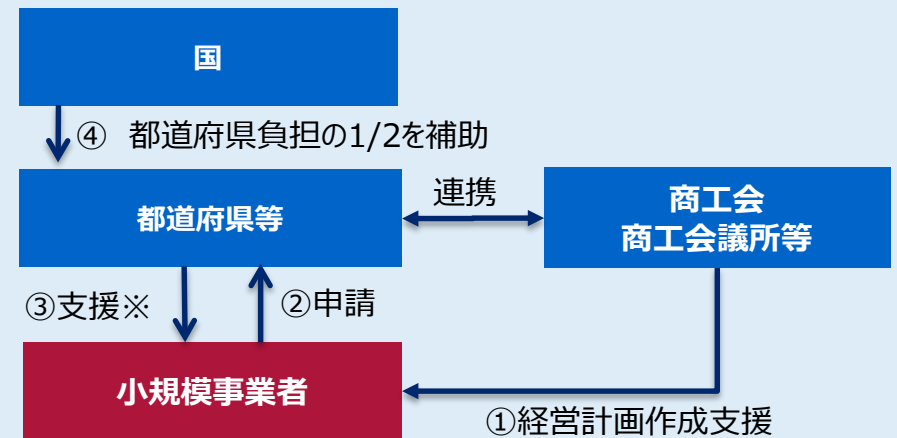 国
④ 都道府県負担の1/2を補助
都道府県等
連携
商工会
商工会議所等
③支援※
②申請
小規模事業者
①経営計画作成支援